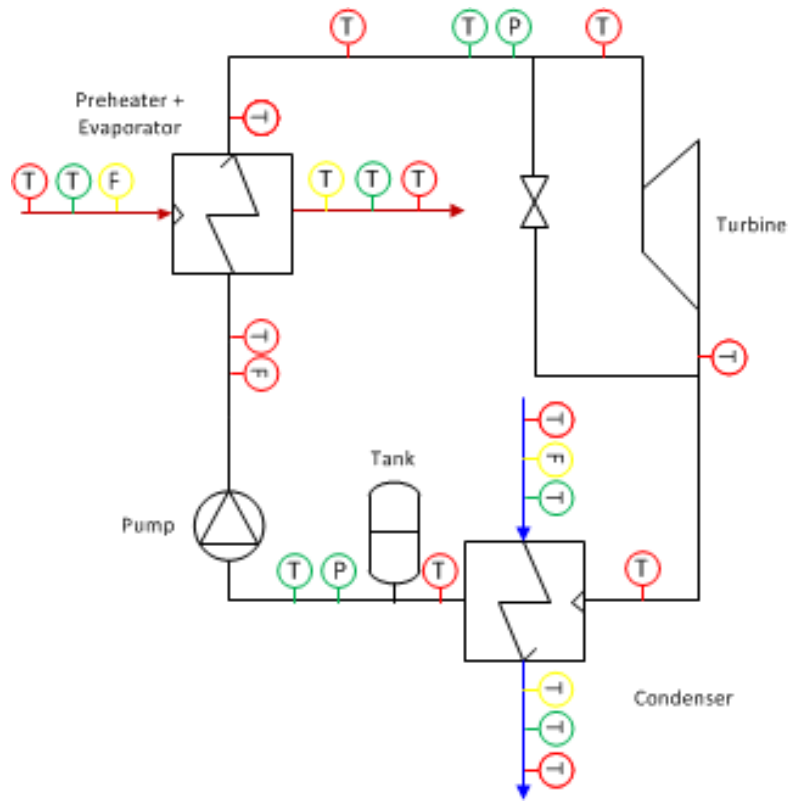 T T P T
Preheater +
Evaporator
T
T T F
T T T
Turbine
T
F
T
T
F
T
Tank
Pump
T P T
T
T
T
T
Condenser